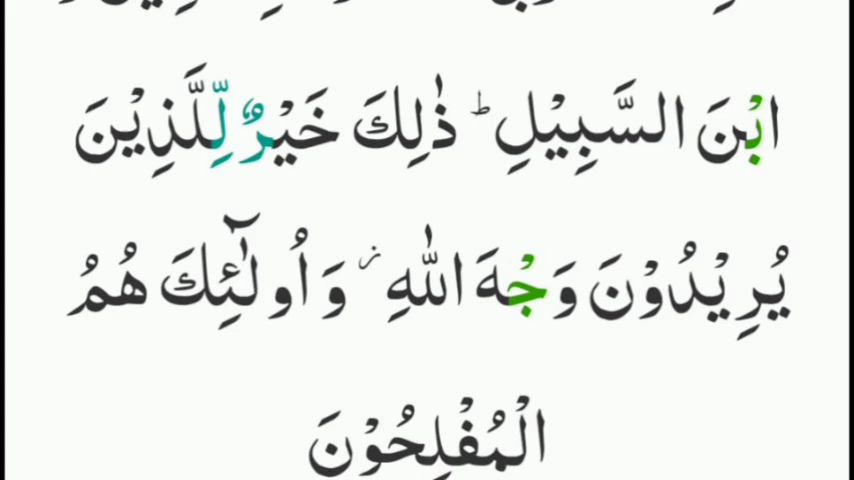 ابْنَ السَّبِيْلِ ؕ ذٰلِكَ خَيْرٌ لِّلَّذِيْنَ
يُرِيْدُوْنَ وَجْهَ اللّٰهِ ؗ وَاُولٰٓئِكَ هُمُ
الْمُفْلِحُوْنَ